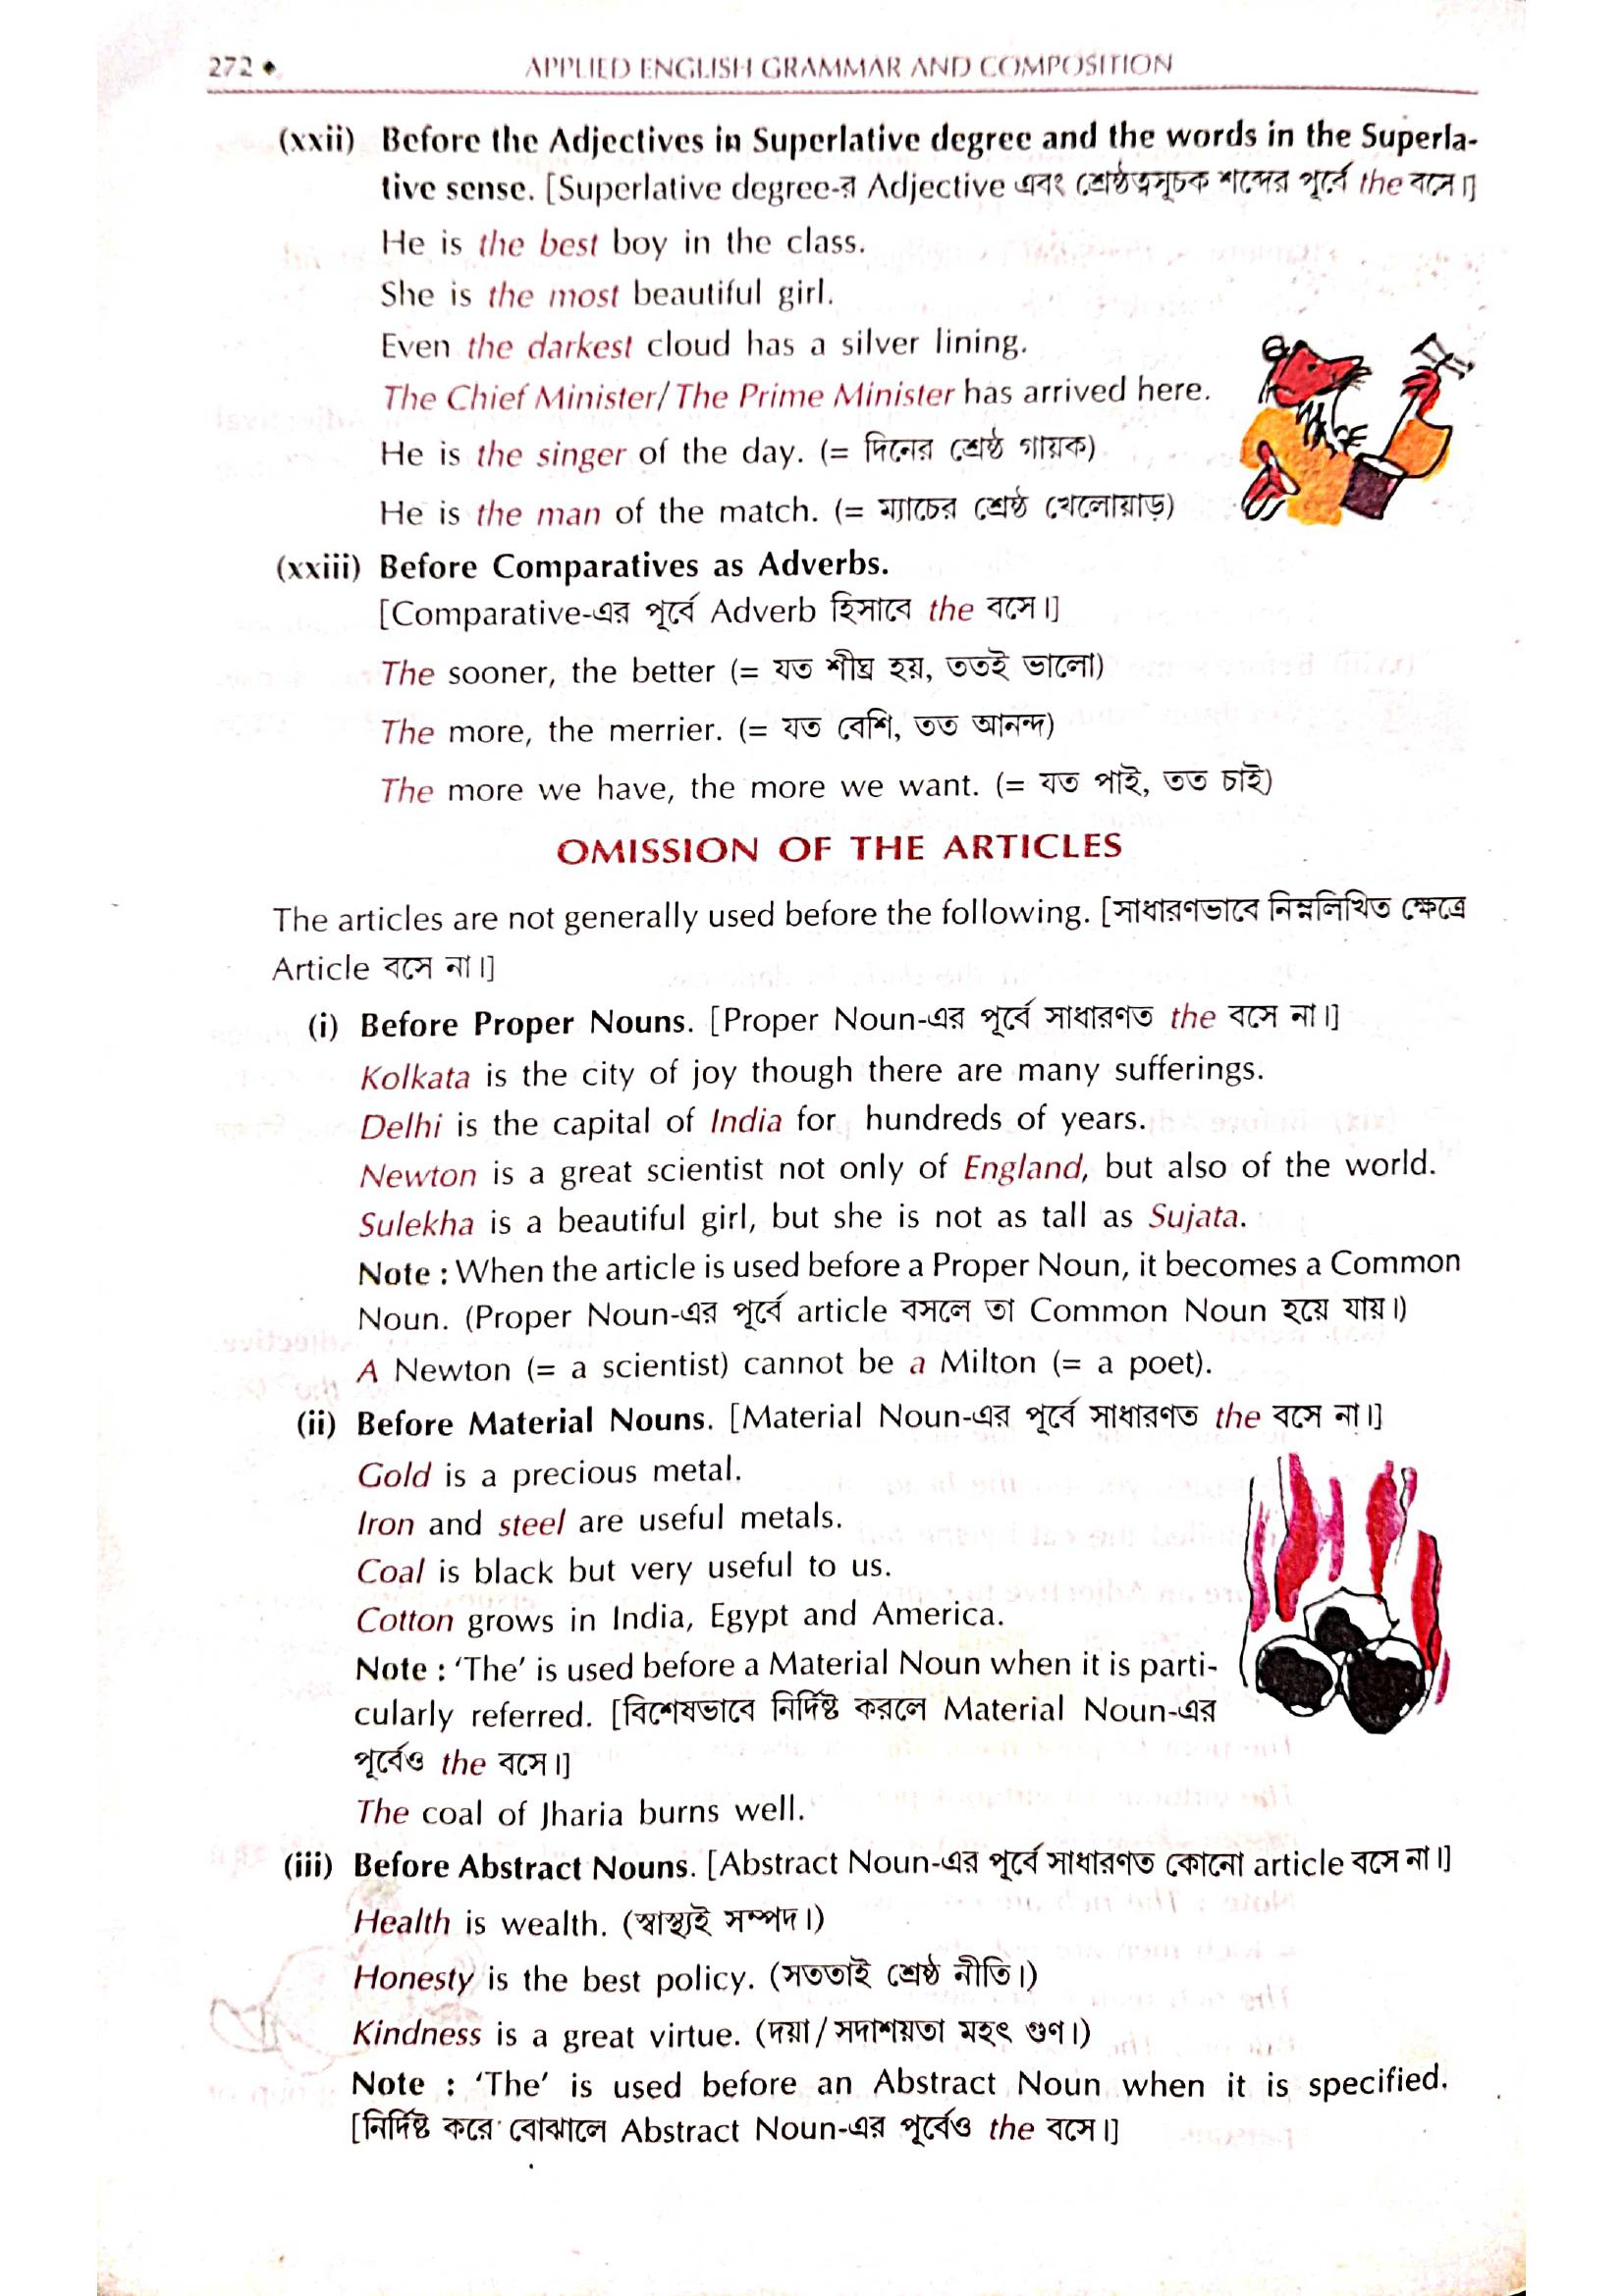 272 ◆ APPLIED ENGLISH GRAMMAR AND COMPOSITION
(xxii) Before the Adjectives in Superlative degree and the words in the Superla-
tive sense. [Superlative degree-র Adjective এবং শ্রেষ্ঠত্বসূচক শব্দের পূর্বে the বসে।]
He is the best boy in the class.
She is the most beautiful girl.
Even the darkest cloud has a silver lining.
The Chief Minister/The Prime Minister has arrived here.
He is the singer of the day. (= দিনের শ্রেষ্ঠ গায়ক)
He is the man of the match. (= ম্যাচের শ্রেষ্ঠ খেলোয়াড়)
(xxiii) Before Comparatives as Adverbs.
[Comparative-এর পূর্বে Adverb হিসাবে the বসে।]
The sooner, the better (= যত শীঘ্র হয়, ততই ভালো)
The more, the merrier. (= যত বেশি, তত আনন্দ)
The more we have, the more we want. (= যত পাই, তত চাই)
OMISSION OF THE ARTICLES
The articles are not generally used before the following. [সাধারণভাবে নিম্নলিখিত ক্ষেত্রে
Article বসে না।]
(i) Before Proper Nouns. [Proper Noun-এর পূর্বে সাধারণত the বসে না।]
Kolkata is the city of joy though there are many sufferings.
Delhi is the capital of India for hundreds of years.
Newton is a great scientist not only of England, but also of the world.
Sulekha is a beautiful girl, but she is not as tall as Sujata.
Note : When the article is used before a Proper Noun, it becomes a Common
Noun. (Proper Noun-এর পূর্বে article বসলে তা Common Noun হয়ে যায়।)
A Newton (= a scientist) cannot be a Milton (= a poet).
(ii) Before Material Nouns. [Material Noun-এর পূর্বে সাধারণত the বসে না।]
Gold is a precious metal.
Iron and steel are useful metals.
Coal is black but very useful to us.
Cotton grows in India, Egypt and America.
Note : ‘The’ is used before a Material Noun when it is parti-
cularly referred. [বিশেষভাবে নির্দিষ্ট করলে Material Noun-এর
পূর্বেও the বসে।]
The coal of Jharia burns well.
(iii) Before Abstract Nouns. [Abstract Noun-এর পূর্বে সাধারণত কোনো article বসে না।]
Health is wealth. (স্বাস্থ্যই সম্পদ।)
Honesty is the best policy. (সততাই শ্রেষ্ঠ নীতি।)
Kindness is a great virtue. (দয়া/সদাশয়তা মহৎ গুণ।)
Note : ‘The’ is used before an Abstract Noun when it is specified.
[নির্দিষ্ট করে বোঝালে Abstract Noun-এর পূর্বেও the বসে।]